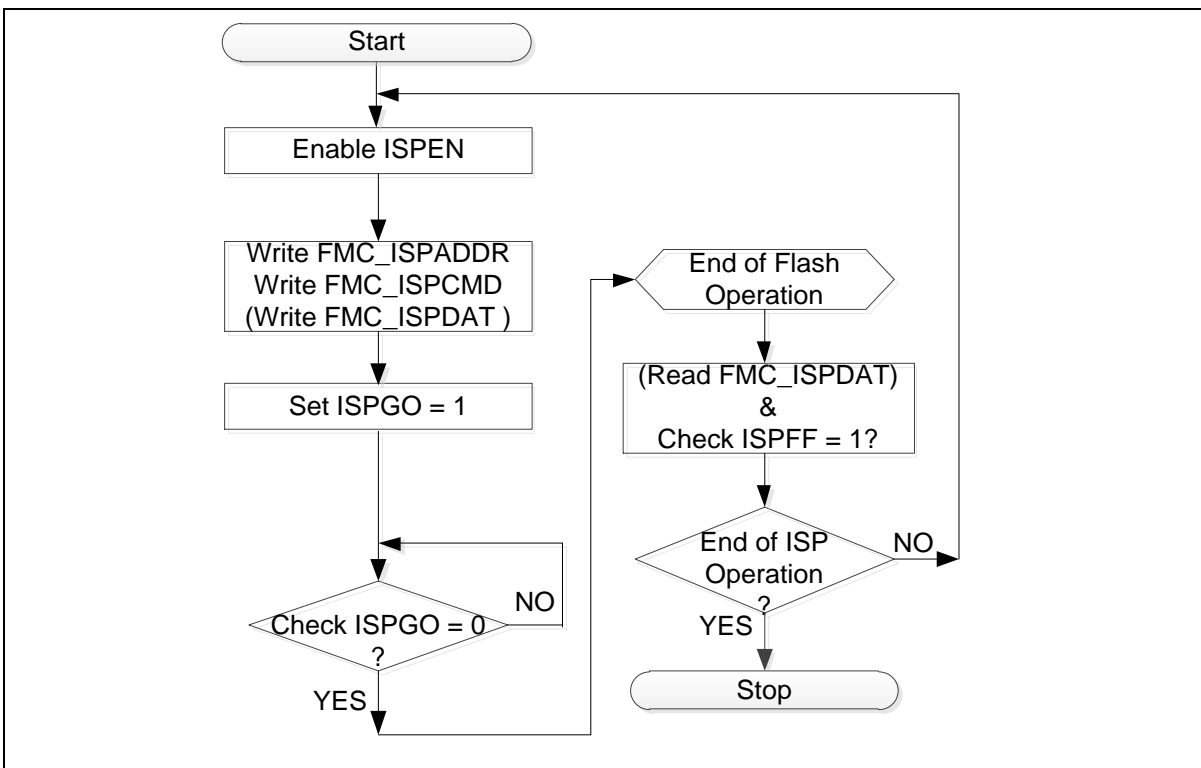 Start
Enable ISPEN
Write FMC_ISPADDR
Write FMC_ISPCMD
(Write FMC_ISPDAT )
Set ISPGO = 1
Check ISPGO = 0
?
NO
YES
End of Flash
Operation
(Read FMC_ISPDAT)
&
Check ISPFF = 1?
End of ISP
Operation
?
NO
YES
Stop